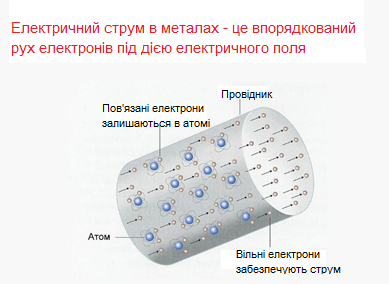 Електричний струм в металах - це впорядкований
рух електронів під дією електричного поля
Провідник
Пов'язані електрони
залишаються в атомі
Атом
Вільні електрони
забезпечують струм